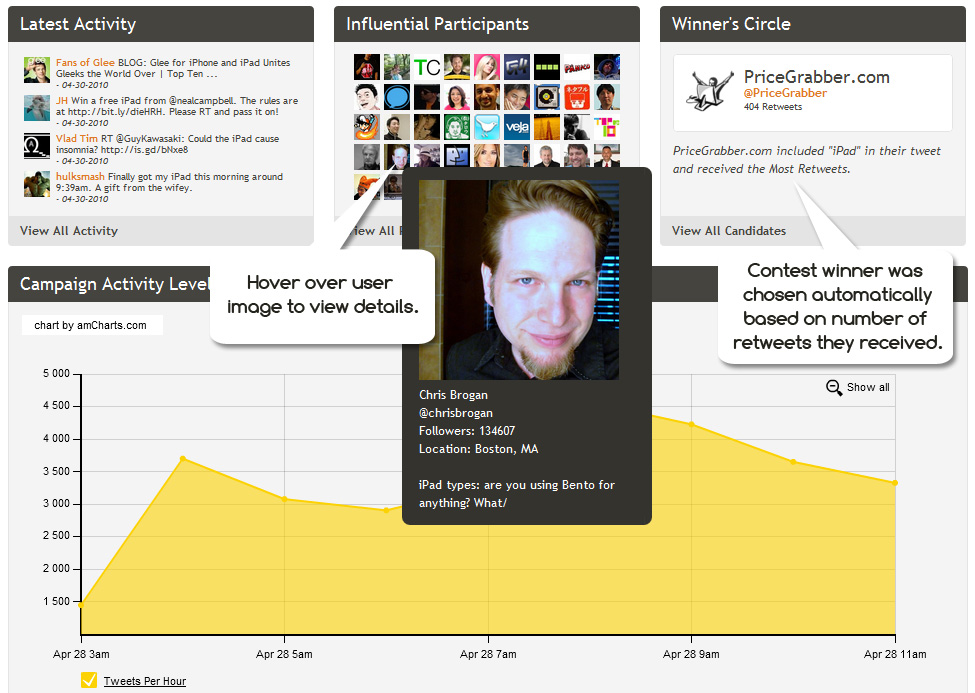 Latest Activity
Fans of Glee BLOG: Glee for iPhone and iPad Unites
Gleeks the World Over | Top Ten ...
- 04-30-2010
JH Win a free iPad from @nealcampbell. The rules are
at http://bit.ly/dieHRH. Please RT and pass it on!
- 04-30-2010
Vlad Tim RT @GuyKawasaki: Could iPad cause
insomnia? http://is.gd/bNxe8
- 04-30-2010
hulksmash Finally got my iPad this morning around
9:39am. A gift from the wifey.
- 04-30-2010
View All Activity
Influential Participants
TC
PANIC
veja
View All
Winner's Circle
PriceGrabber.com
@PriceGrabber
404 Retweets
PriceGrabber.com included "iPad" in their tweet
and received the Most Retweets.
View All Candidates
Hover over user
image to view details.
Contest winner was
chosen automatically
based on number of
retweets they received.
Chris Brogan
@chrisbrogan
Followers: 134607
Location: Boston, MA
iPad types: are you using Bento for
anything? What/
Campaign Activity Level
chart by amCharts.com
Show all
5 000
4 500
4 000
3 500
3 000
2 500
2 000
1 500
Apr 28 3am
Apr 28 5am
Apr 28 7am
Apr 28 9am
Apr 28 11am
Tweets Per Hour